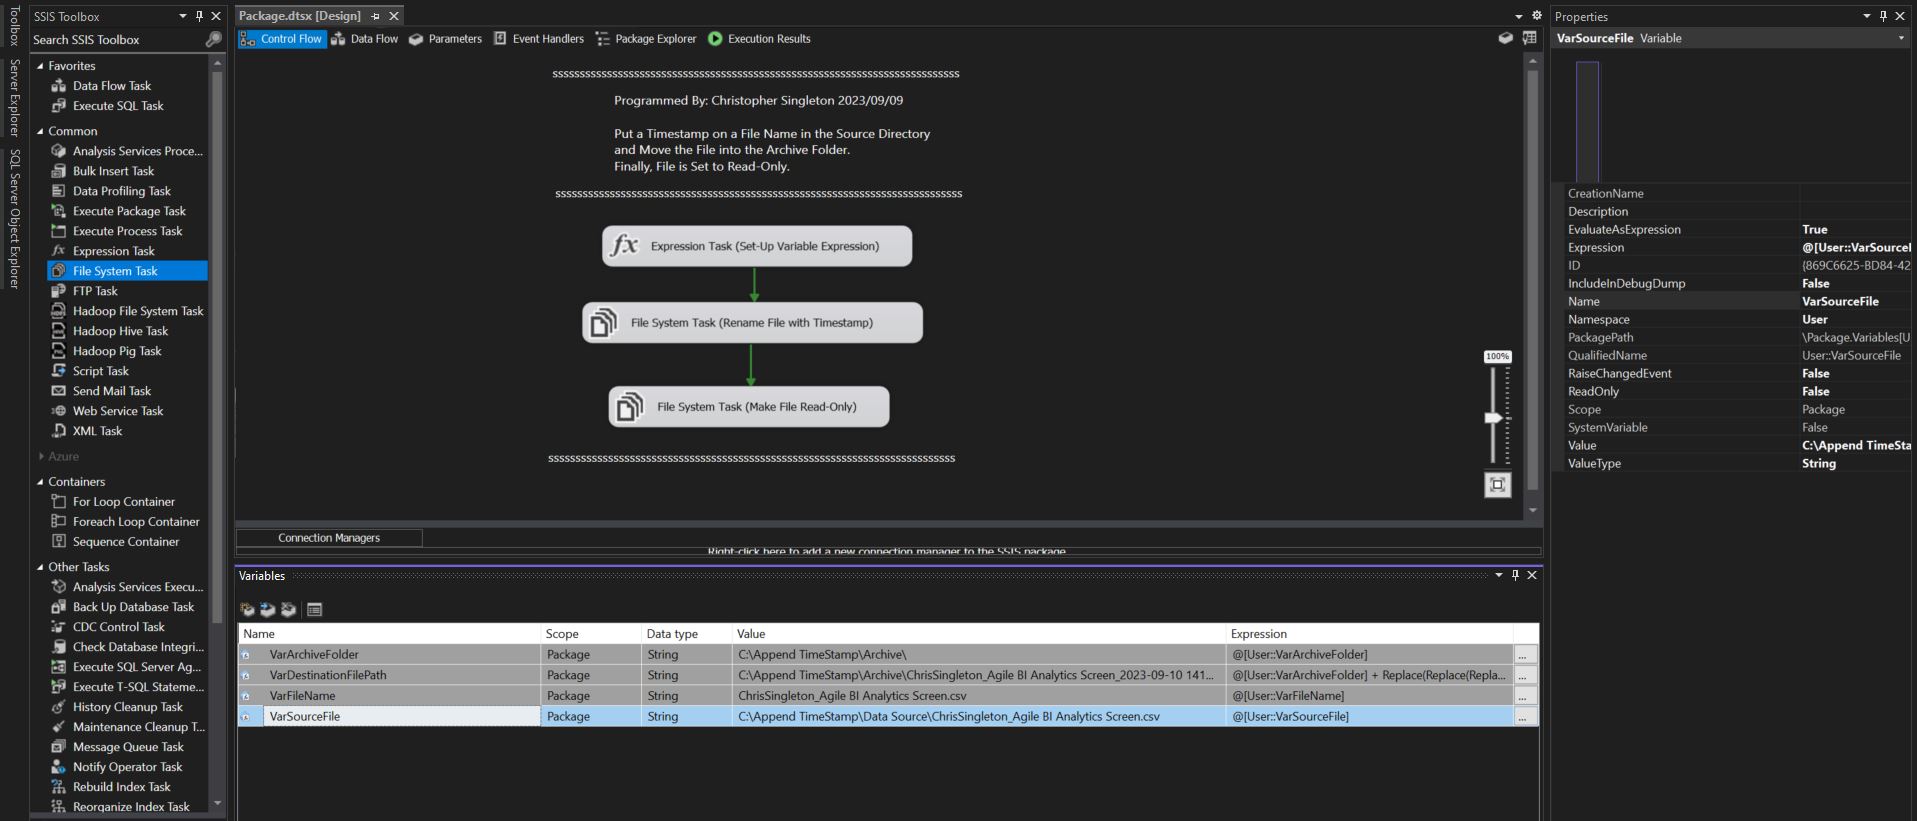 Toolbox
Server Explorer
SQL Server Object Explorer
SSIS Toolbox
Search SSIS Toolbox
Favorites
Data Flow Task
Execute SQL Task
Common
Analysis Services Proce...
Bulk Insert Task
Data Profiling Task
Execute Package Task
Execute Process Task
Expression Task
File System Task
FTP Task
Hadoop File System Task
Hadoop Hive Task
Hadoop Pig Task
Script Task
Send Mail Task
Web Service Task
XML Task
Azure
Containers
For Loop Container
Foreach Loop Container
Sequence Container
Other Tasks
Analysis Services Execu...
Back Up Database Task
CDC Control Task
Check Database Integri...
Execute SQL Server Ag...
Execute T-SQL Stateme...
History Cleanup Task
Maintenance Cleanup T...
Message Queue Task
Notify Operator Task
Rebuild Index Task
Reorganize Index Task
Package.dtsx [Design]
Control Flow Data Flow Parameters Event Handlers Package Explorer Execution Results
Programmed By: Christopher Singleton 2023/09/09
Put a Timestamp on a File Name in the Source Directory
and Move the File into the Archive Folder.
Finally, File is Set to Read-Only.
fx Expression Task (Set-Up Variable Expression)
File System Task (Rename File with Timestamp)
File System Task (Make File Read-Only)
100%
Connection Managers
Right-click here to add a new connection manager to the SSIS package
Variables
Name Scope Data type Value Expression
VarArchiveFolder Package String C:\Append TimeStamp\Archive\ @[User::VarArchiveFolder] ...
VarDestinationFilePath Package String C:\Append TimeStamp\Archive\ChrisSingleton_Agile BI Analytics Screen_2023-09-10 141... @[User::VarArchiveFolder] + Replace(Replace(Repla... ...
VarFileName Package String ChrisSingleton_Agile BI Analytics Screen.csv @[User::VarFileName] ...
VarSourceFile Package String C:\Append TimeStamp\Data Source\ChrisSingleton_Agile BI Analytics Screen.csv @[User::VarSourceFile] ...
Properties
VarSourceFile Variable
CreationName
Description
EvaluateAsExpression True
Expression @[User::VarSourceF
ID {869C6625-BD84-42
IncludeInDebugDump False
Name VarSourceFile
Namespace User
PackagePath \Package.Variables[U
QualifiedName User::VarSourceFile
RaiseChangedEvent False
ReadOnly False
Scope Package
SystemVariable False
Value C:\Append TimeSta
ValueType String